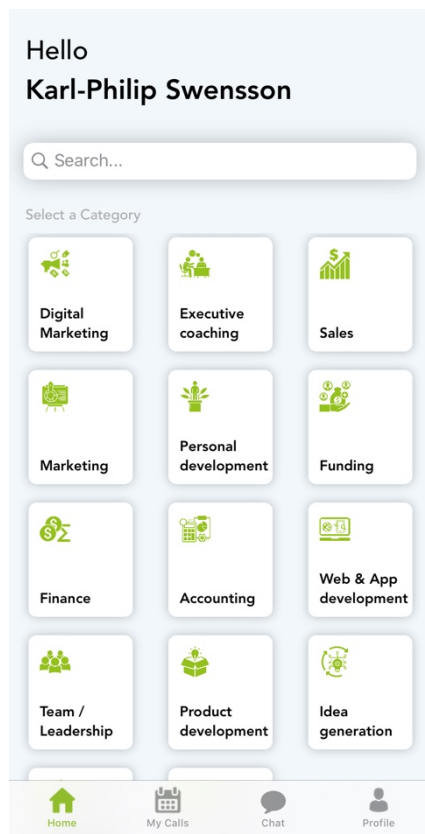 Hello
Karl-Philip Swensson
Search...
Select a Category
Digital
Marketing
Executive
coaching
Sales
Marketing
Personal
development
Funding
Finance
Accounting
Web & App
development
Team /
Leadership
Product
development
Idea
generation
Home
My Calls
Chat
Profile